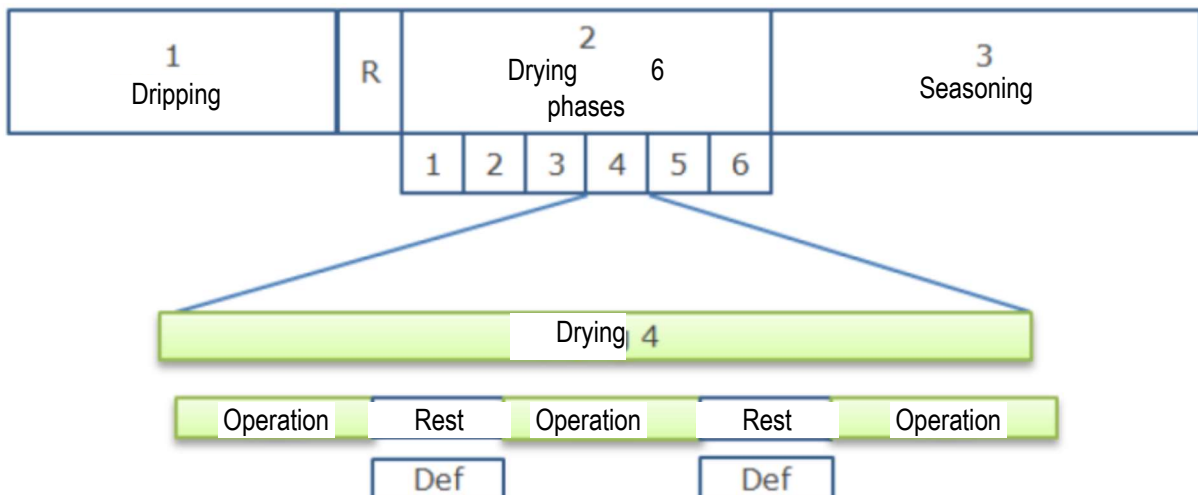 1
Dripping
R
2
Drying 6
phases
3
Seasoning
1 2 3 4 5 6
Drying 4
Operation Rest Operation Rest Operation
Def Def